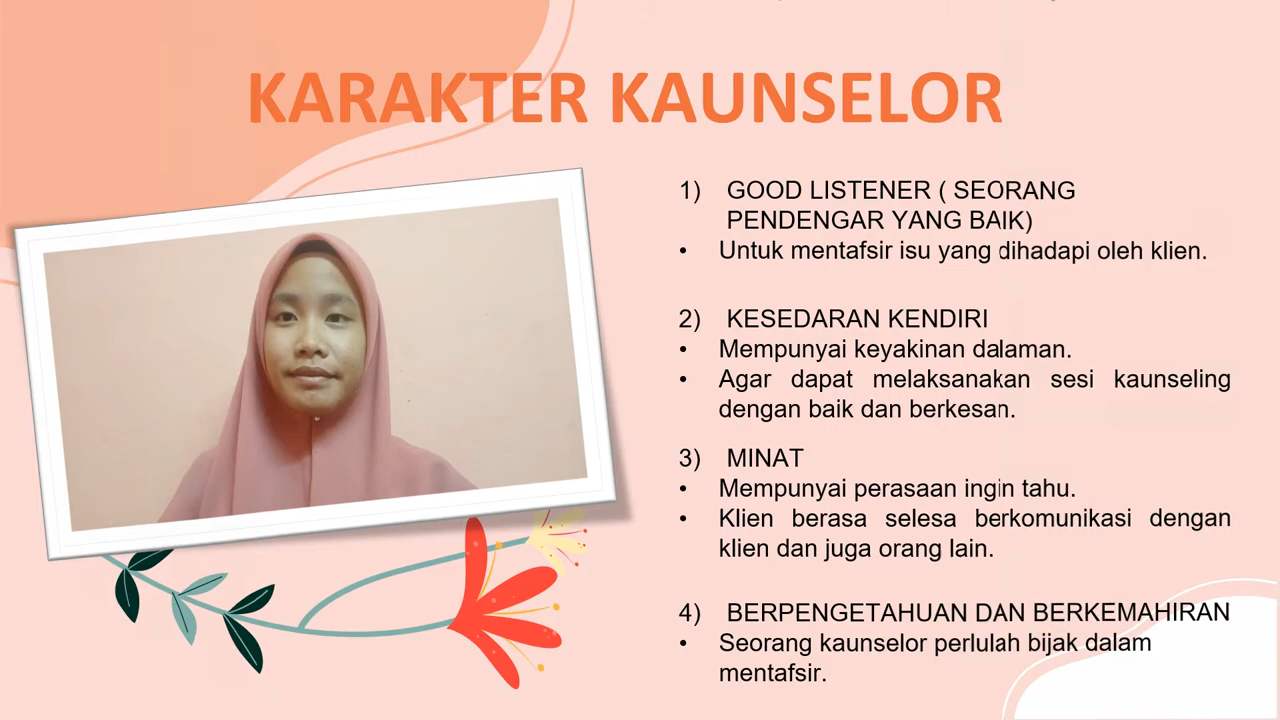 KARAKTER KAUNSELOR
1) GOOD LISTENER ( SEORANG
PENDENGAR YANG BAIK)
• Untuk mentafsir isu yang dihadapi oleh klien.
2) KESEDARAN KENDIRI
• Mempunyai keyakinan dalaman.
• Agar dapat melaksanakan sesi kaunseling
dengan baik dan berkesan.
3) MINAT
• Mempunyai perasaan ingin tahu.
• Klien berasa selesa berkomunikasi dengan
klien dan juga orang lain.
4) BERPENGETAHUAN DAN BERKEMAHIRAN
• Seorang kaunselor perlulah bijak dalam
mentafsir.